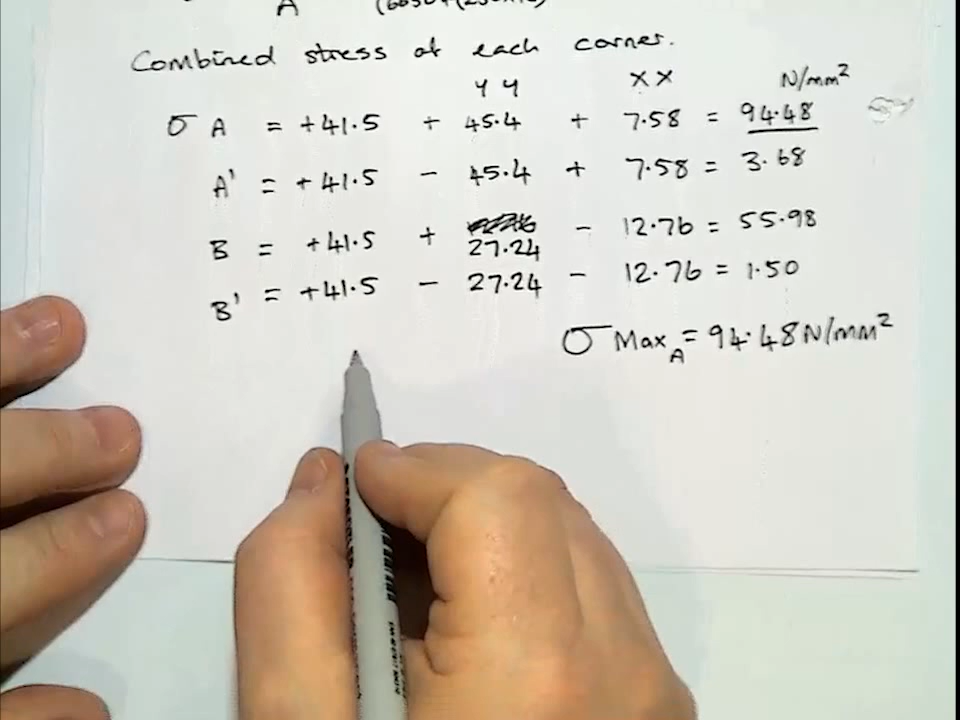 A
Combined stress at each corner.
YY XX N/mm²
σ A = +41.5 + 45.4 + 7.58 = 94.48
A' = +41.5 - 45.4 + 7.58 = 3.68
B = +41.5 + 27.24 - 12.76 = 55.98
B' = +41.5 - 27.24 - 12.76 = 1.50
σ Max A = 94.48 N/mm²